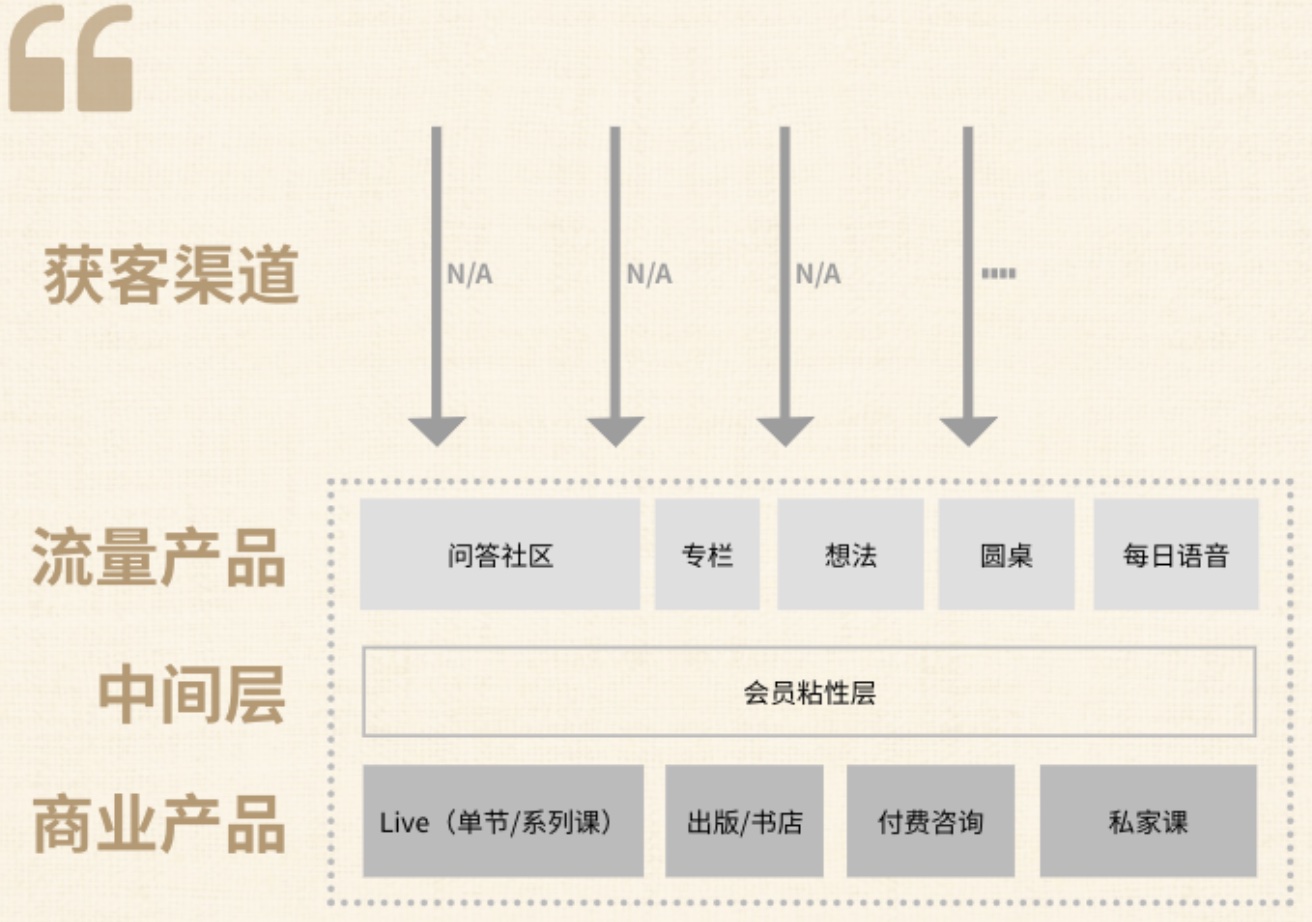 获客渠道
N/A
N/A
N/A
....
流量产品
问答社区
专栏
想法
圆桌
每日语音
中间层
会员粘性层
商业产品
Live（单节/系列课）
出版/书店
付费咨询
私家课